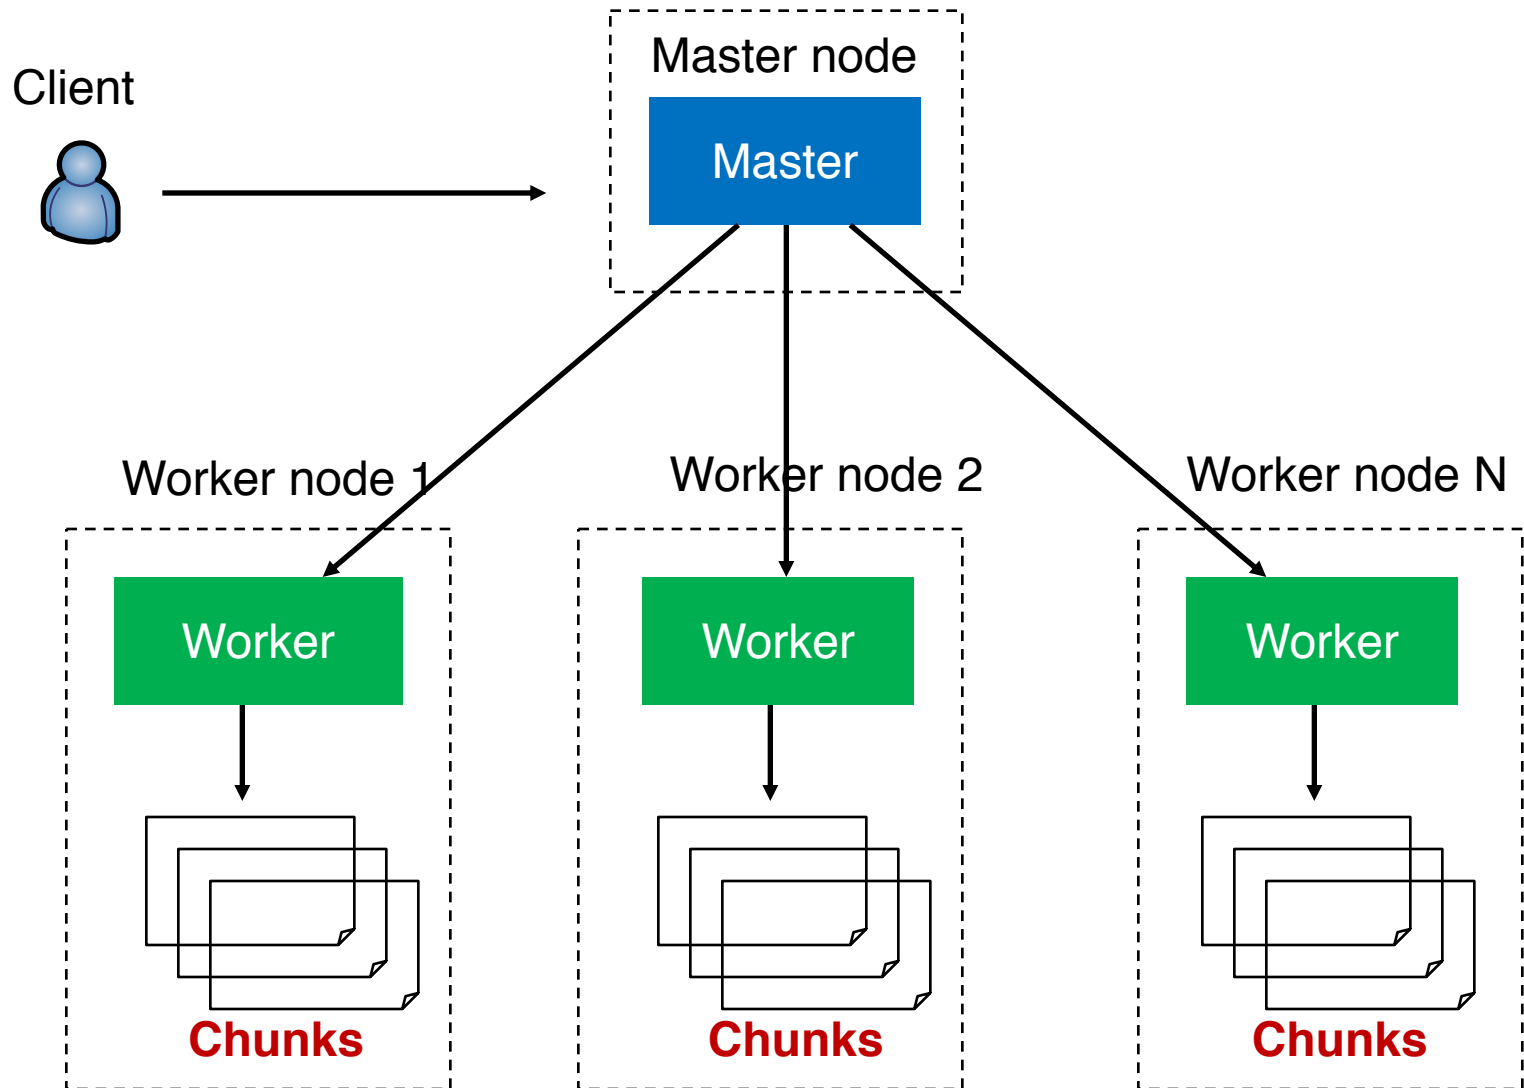 Client
Master node
Master
Worker node 1
Worker node 2
Worker node N
Worker
Worker
Worker
Chunks
Chunks
Chunks